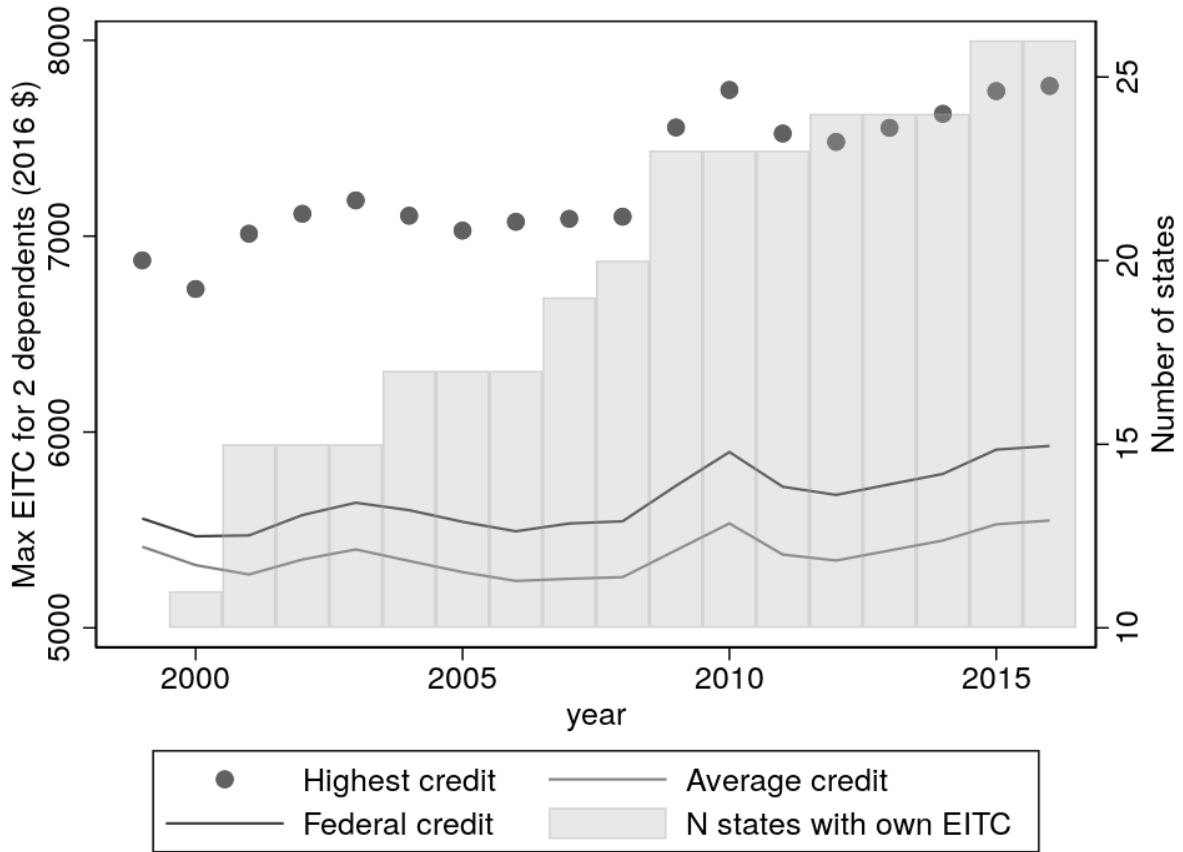 Max EITC for 2 dependents (2016 $)
8000
7000
6000
5000
25
20
15
10
Number of states
2000 2005 2010 2015
year
Highest credit Average credit
Federal credit N states with own EITC